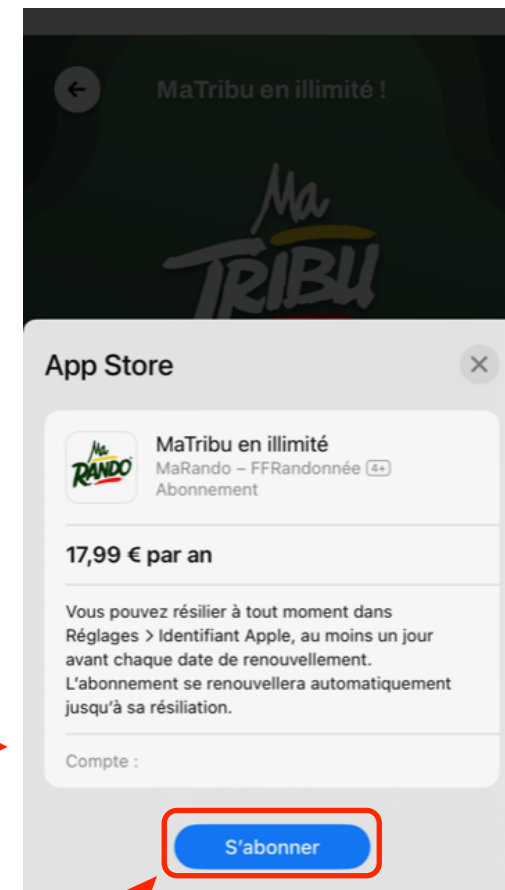 MaTribu en illimité !
Ma
TRIBU
App Store
Ma
RANDO
MaTribu en illimité
MaRando – FFRandonnée 4+
Abonnement
17,99 € par an
Vous pouvez résilier à tout moment dans
Réglages > Identifiant Apple, au moins un jour
avant chaque date de renouvellement.
L'abonnement se renouvellera automatiquement
jusqu'à sa résiliation.
Compte :
S'abonner